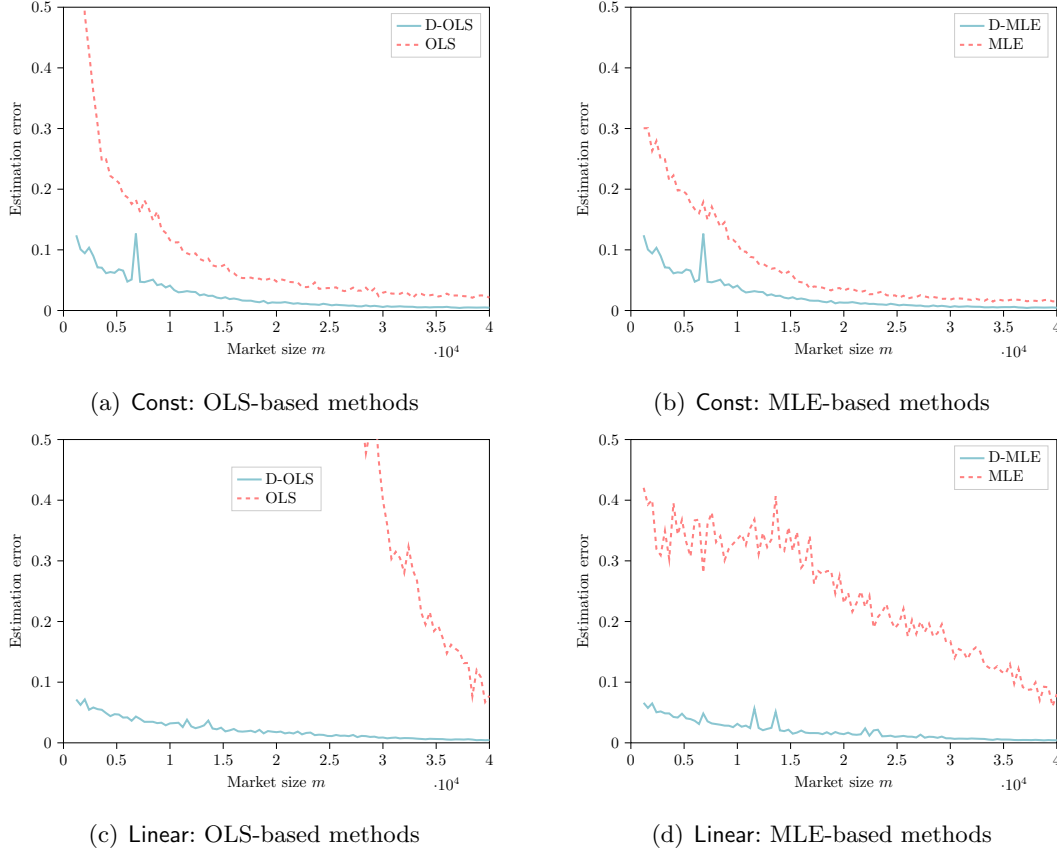 0.5
0.4
0.3
0.2
0.1
0
Estimation error
D-OLS
OLS
0 0.5 1 1.5 2 2.5 3 3.5 4
Market size m
·10⁴
(a) Const: OLS-based methods
0.5
0.4
0.3
0.2
0.1
0
Estimation error
D-MLE
MLE
0 0.5 1 1.5 2 2.5 3 3.5 4
Market size m
·10⁴
(b) Const: MLE-based methods
0.5
0.4
0.3
0.2
0.1
0
Estimation error
D-OLS
OLS
0 0.5 1 1.5 2 2.5 3 3.5 4
Market size m
·10⁴
(c) Linear: OLS-based methods
0.5
0.4
0.3
0.2
0.1
0
Estimation error
D-MLE
MLE
0 0.5 1 1.5 2 2.5 3 3.5 4
Market size m
·10⁴
(d) Linear: MLE-based methods